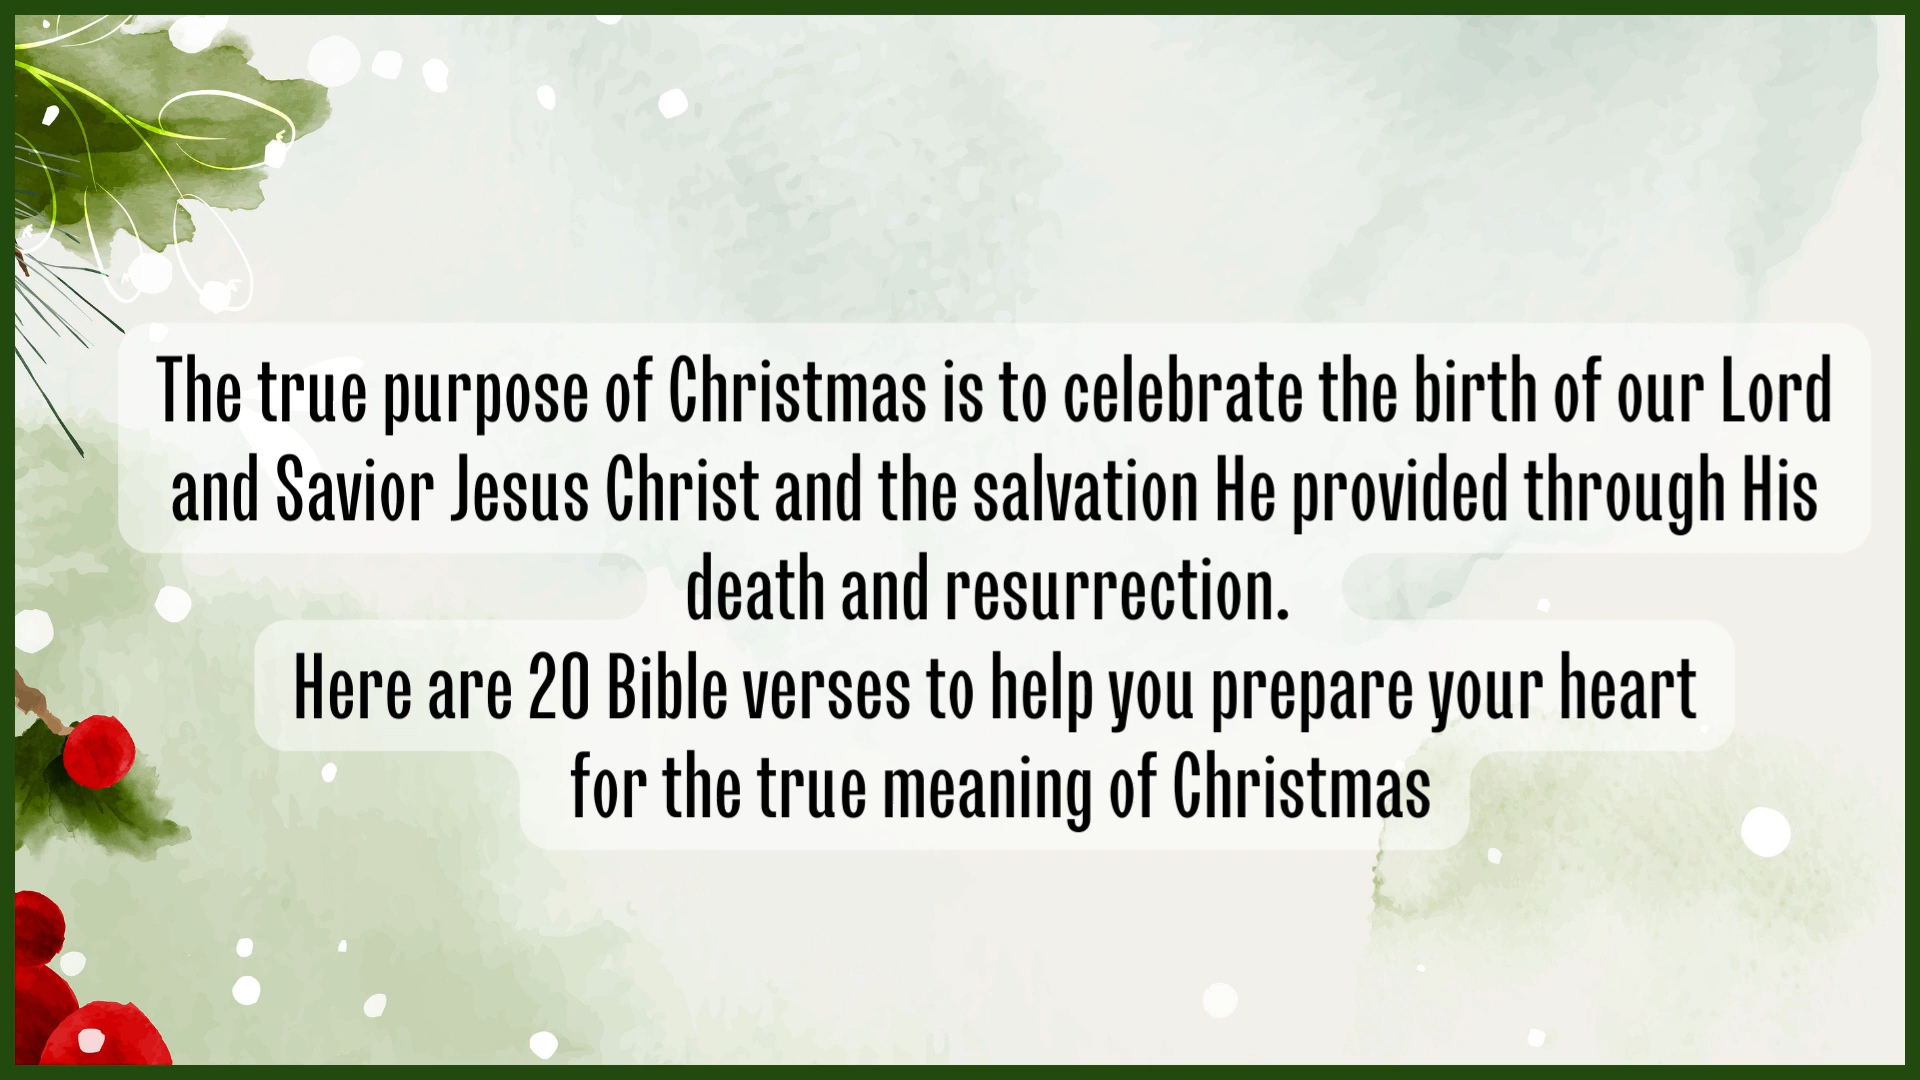 The true purpose of Christmas is to celebrate the birth of our Lord
and Savior Jesus Christ and the salvation He provided through His
death and resurrection.
Here are 20 Bible verses to help you prepare your heart
for the true meaning of Christmas